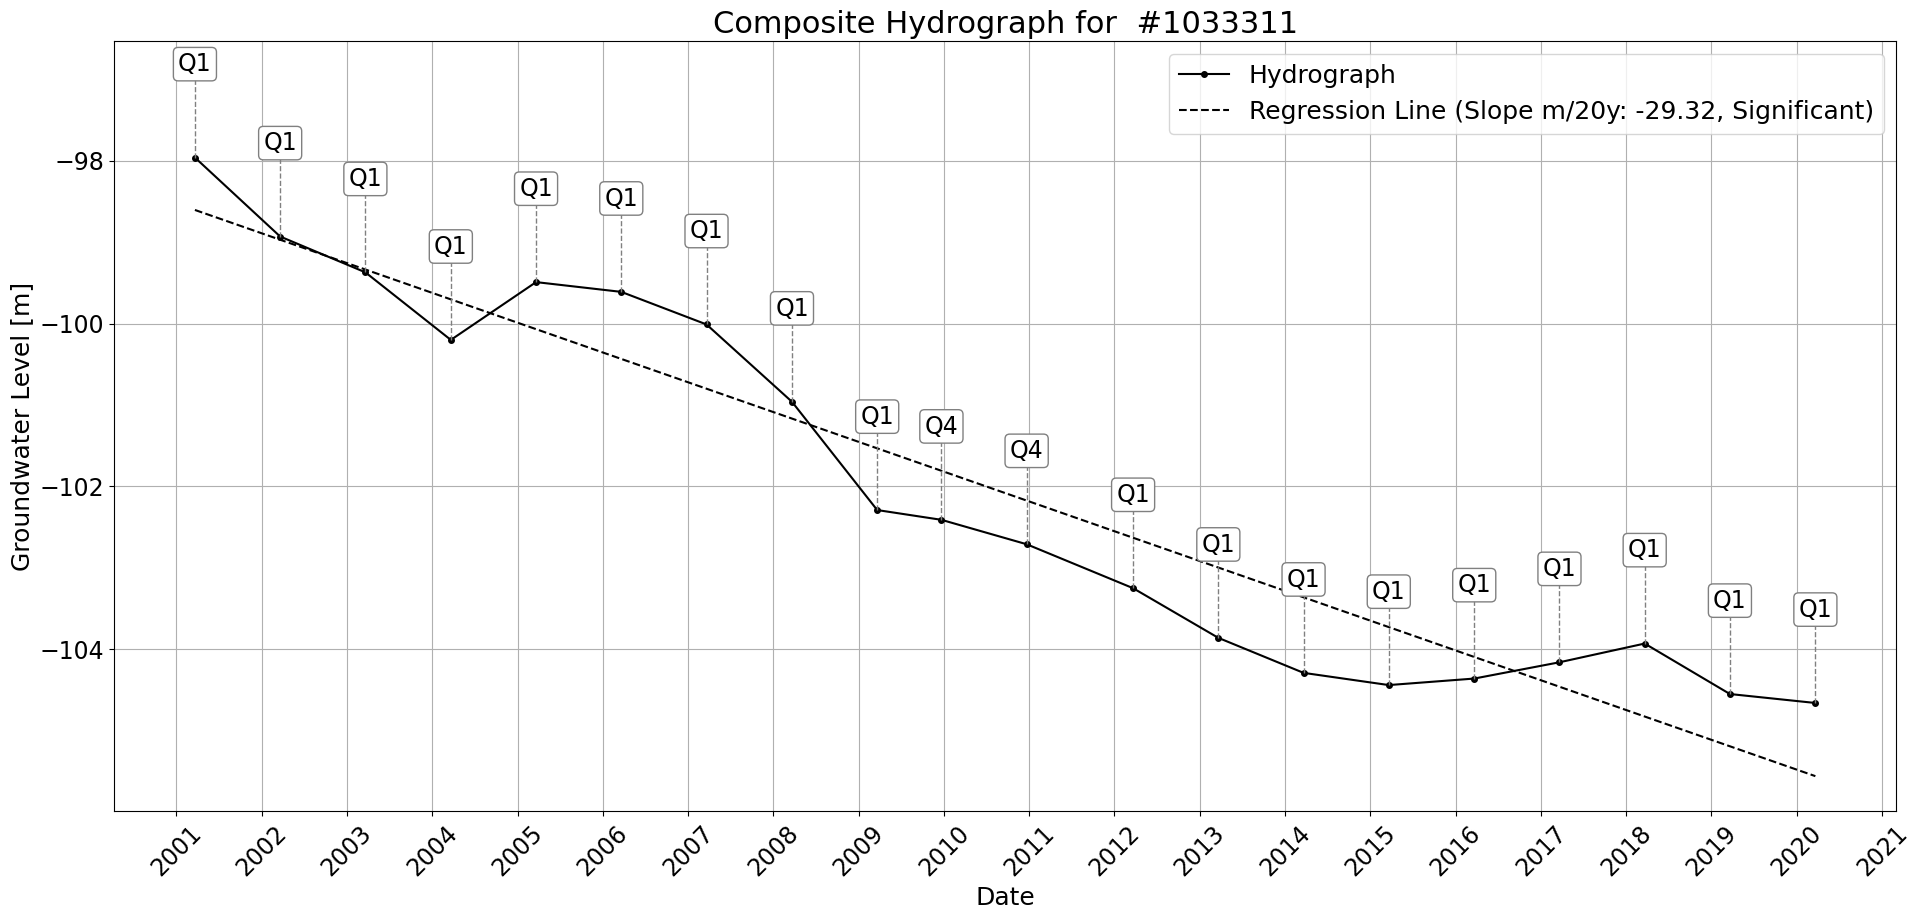 Composite Hydrograph for  #1033311
Hydrograph
Regression Line (Slope m/20y: -29.32, Significant)
Q1
Q1
Q1
Q1
Q1
Q1
Q1
Q1
Q1
Q4
Q4
Q1
Q1
Q1
Q1
Q1
Q1
Q1
Q1
Q1
Groundwater Level [m]
−98
−100
−102
−104
2001
2002
2003
2004
2005
2006
2007
2008
2009
2010
2011
2012
2013
2014
2015
2016
2017
2018
2019
2020
2021
Date